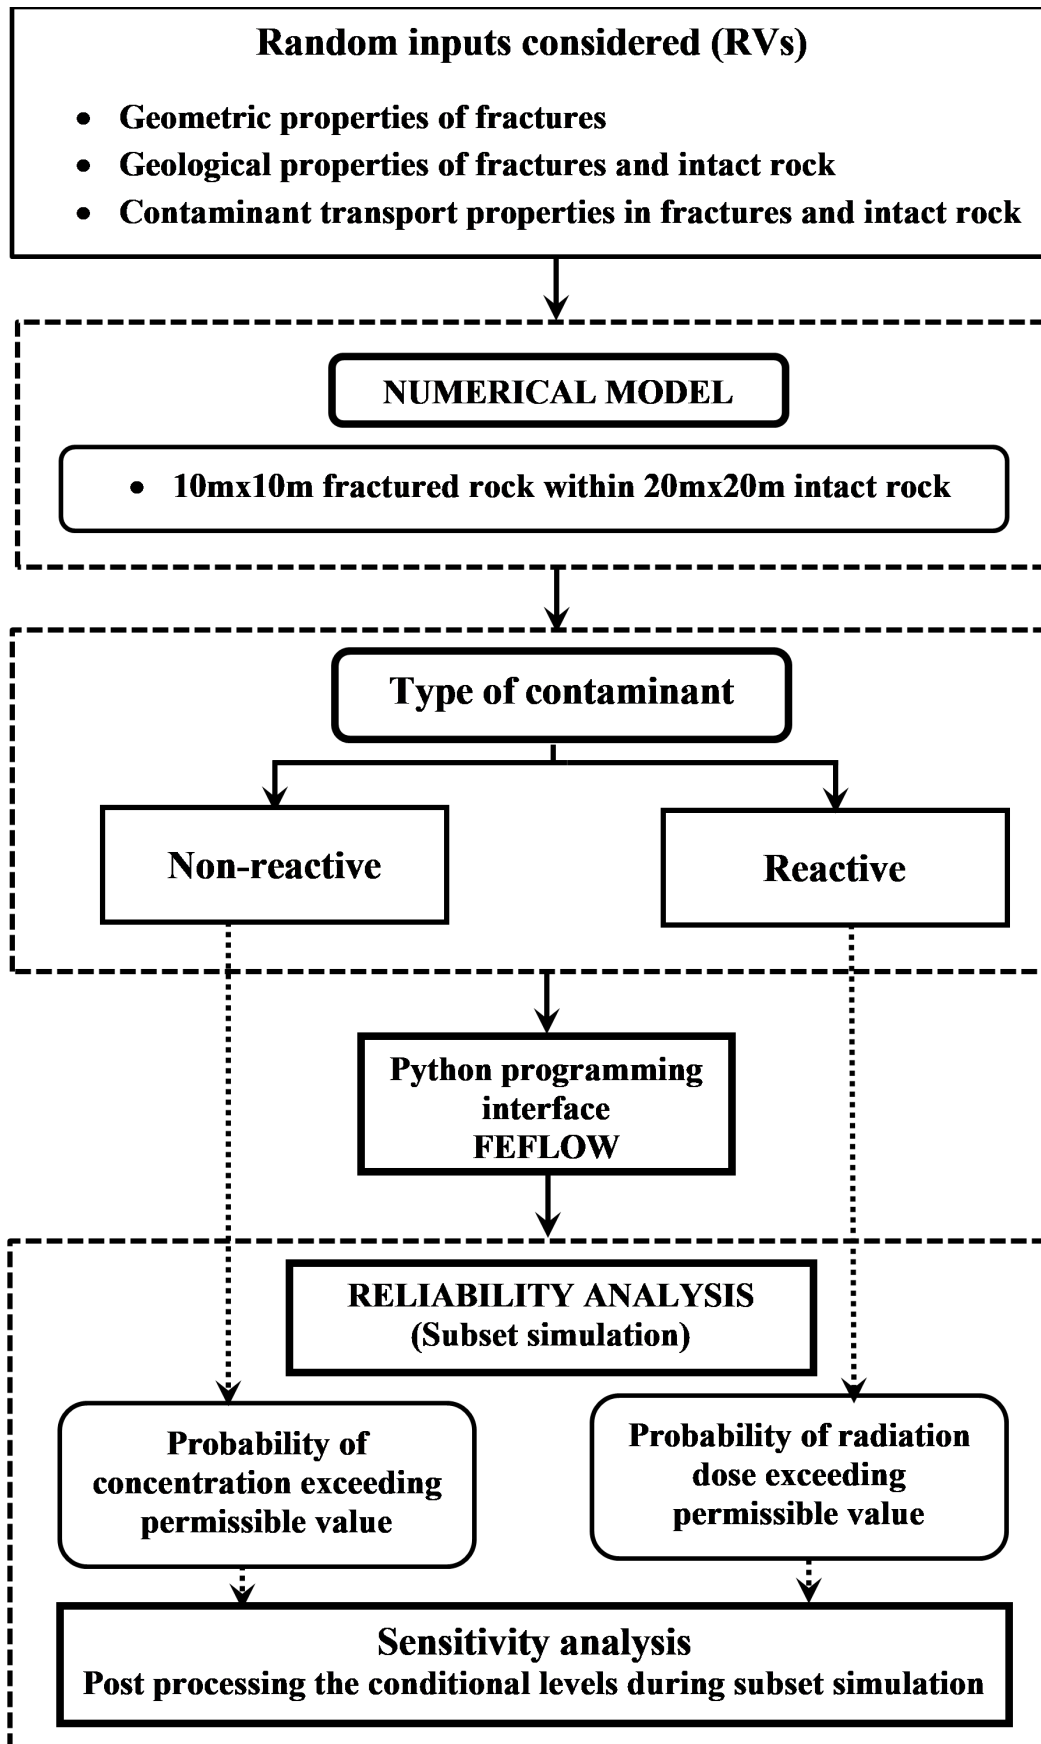 Random inputs considered (RVs)
• Geometric properties of fractures
• Geological properties of fractures and intact rock
• Contaminant transport properties in fractures and intact rock
NUMERICAL MODEL
• 10mx10m fractured rock within 20mx20m intact rock
Type of contaminant
Non-reactive
Reactive
Python programming
interface
FEFLOW
RELIABILITY ANALYSIS
(Subset simulation)
Probability of
concentration exceeding
permissible value
Probability of radiation
dose exceeding
permissible value
Sensitivity analysis
Post processing the conditional levels during subset simulation